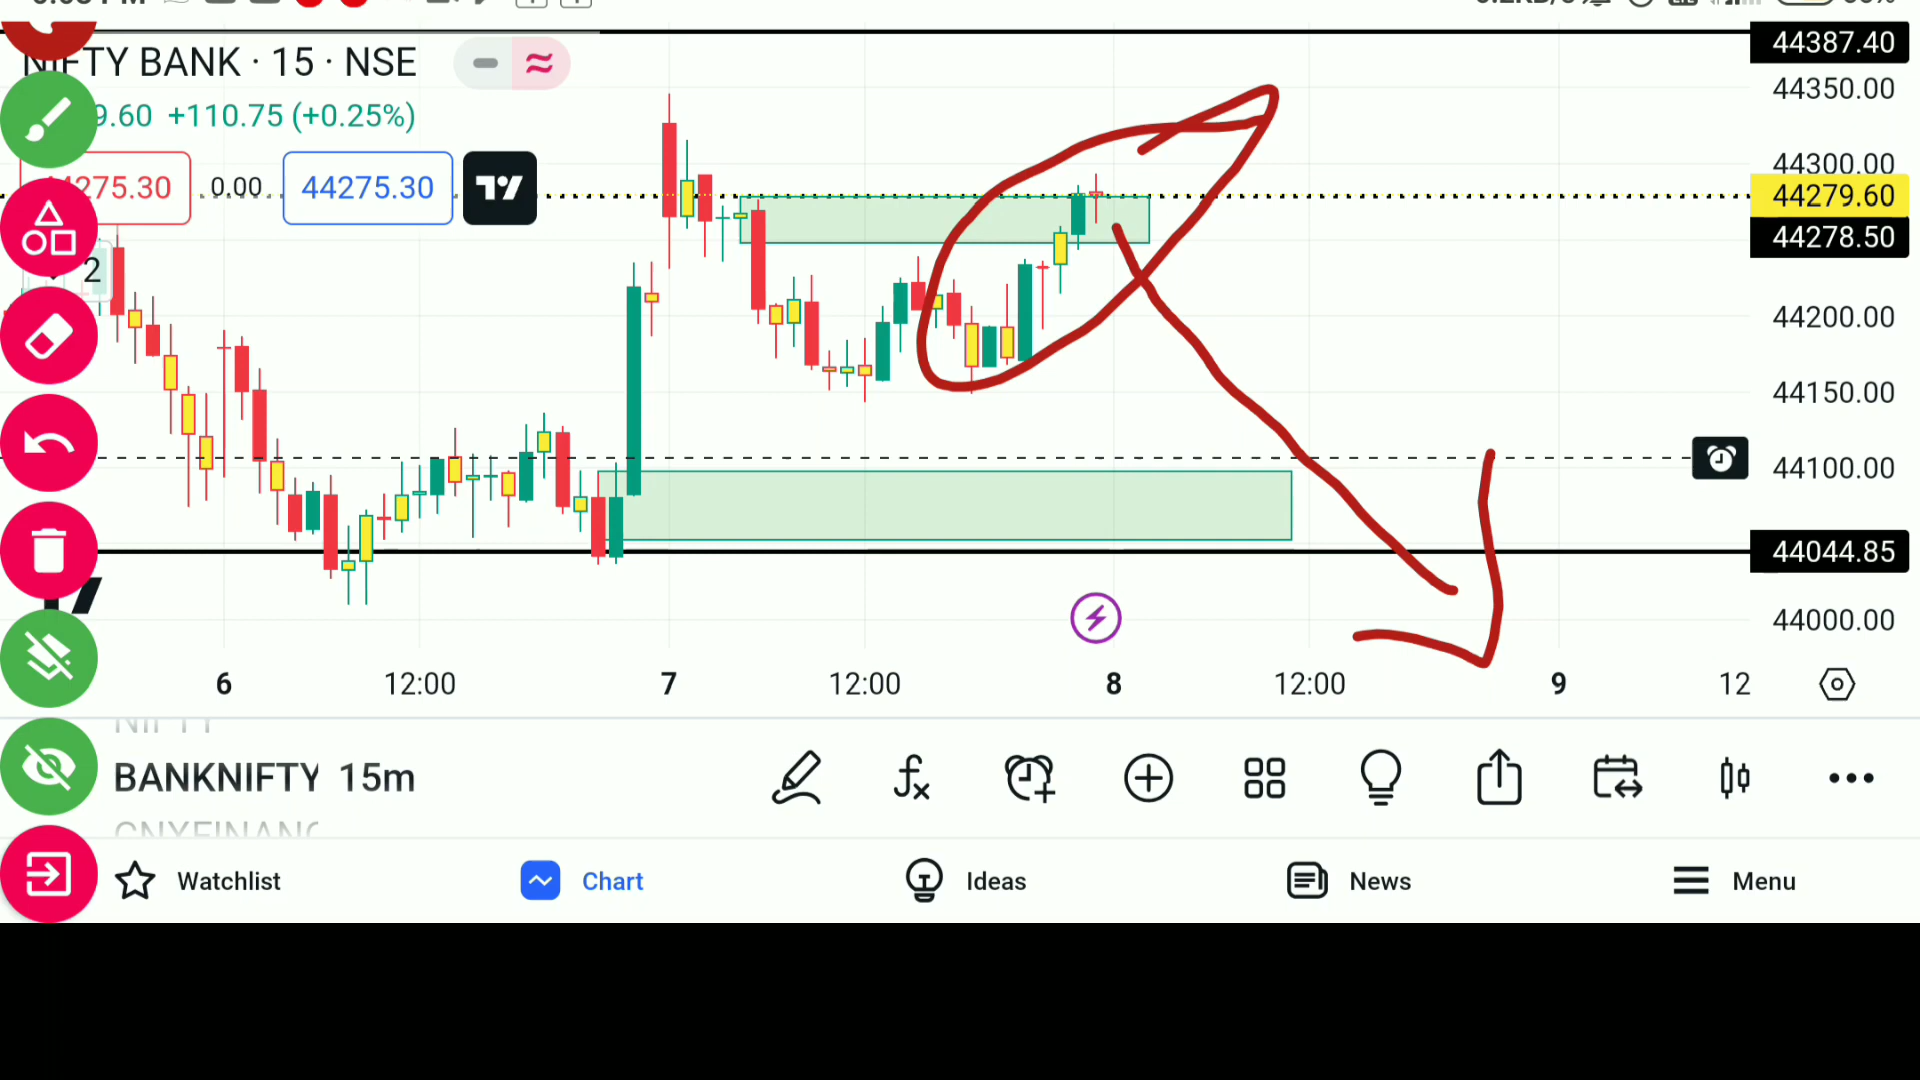 NIFTY BANK · 15 · NSE
9.60 +110.75 (+0.25%)
275.30 0.00 44275.30
2
44387.40
44350.00
44300.00
44279.60
44278.50
44200.00
44150.00
44100.00
44044.85
44000.00
6 12:00 7 12:00 8 12:00 9 12
NIFTY
BANKNIFTY 15m
Watchlist Chart Ideas News Menu